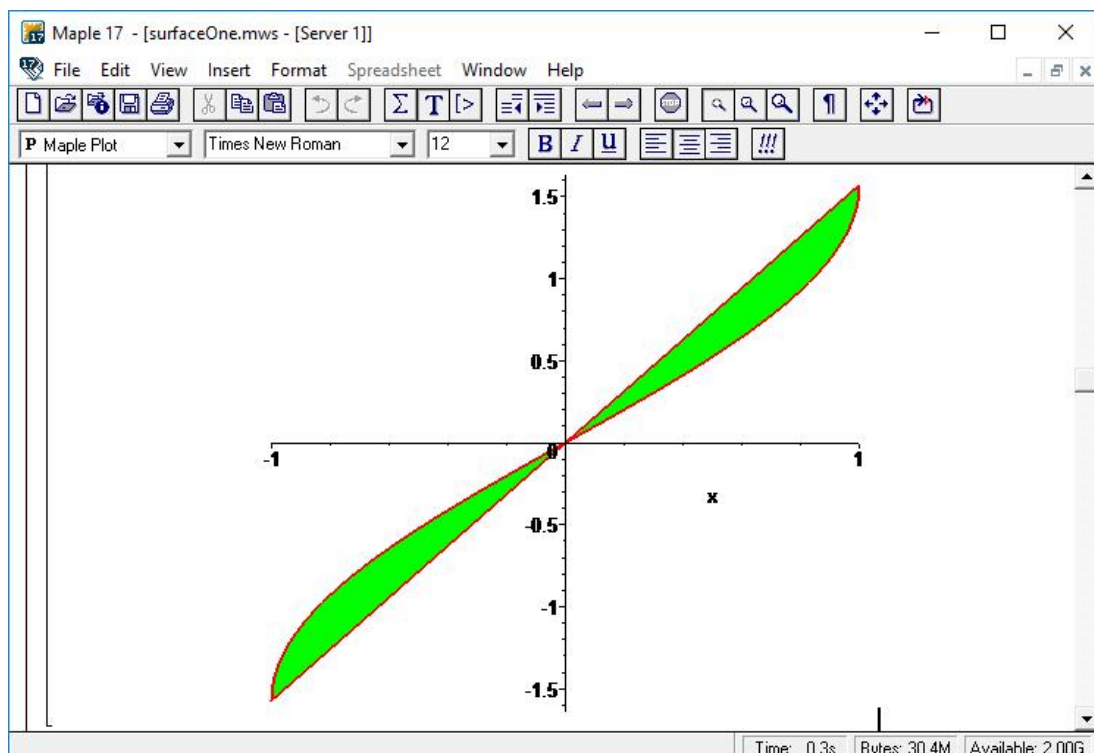 Maple 17 - [surfaceOne.mws - [Server 1]]
File Edit View Insert Format Spreadsheet Window Help
Σ T [> STOP ¶
P Maple Plot Times New Roman 12 B I U !!!
1.5
1
0.5
-1 0 1
x
-0.5
-1
-1.5
Time: 0.3s Bytes: 30.4M Available: 2.00G